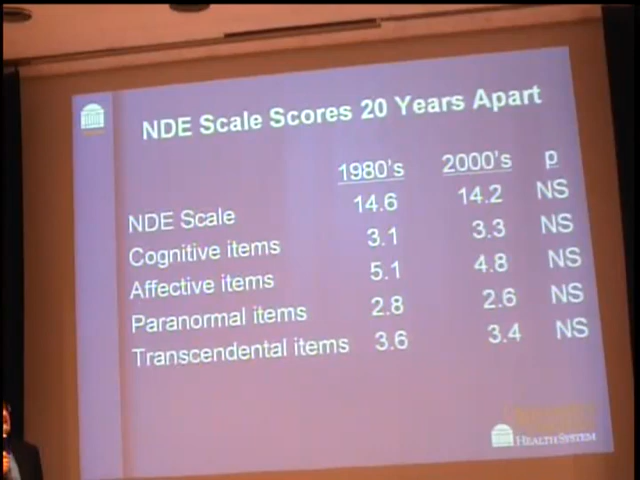 NDE Scale Scores 20 Years Apart
1980's 2000's p
NDE Scale 14.6 14.2 NS
Cognitive items 3.1 3.3 NS
Affective items 5.1 4.8 NS
Paranormal items 2.8 2.6 NS
Transcendental items 3.6 3.4 NS
HEALTH SYSTEM